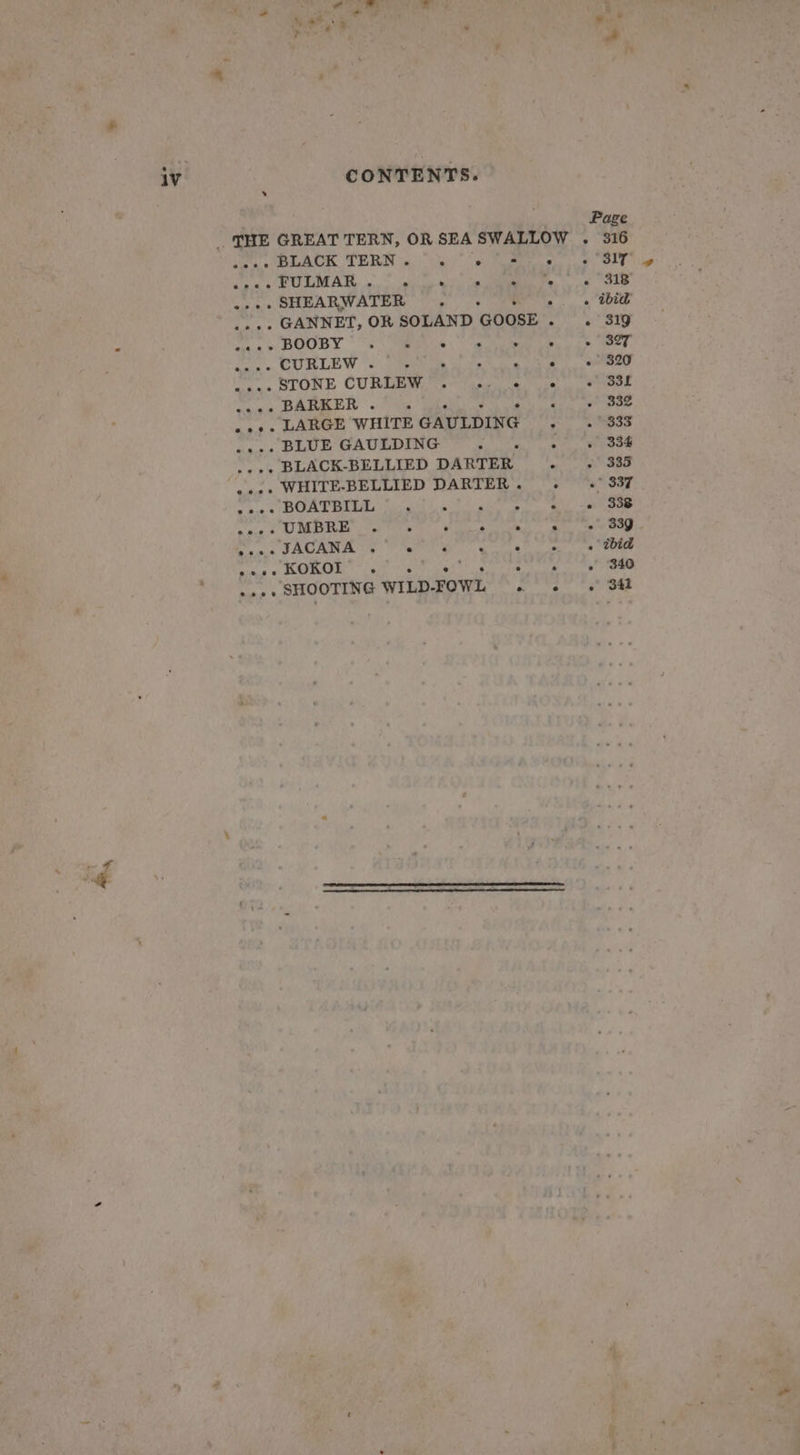 iv CONTENTS.
Page
THE GREAT TERN, OR SEA SWALLOW . 316
.... BLACK TERN . . . . . . 317
.... FULMAR . . . . . . . 318
.... SHEARWATER . . . . . ibid
.... GANNET, OR SOLAND GOOSE . . 319
.... BOOBY . . . . . . . 327
.... CURLEW . . . . . . . 329
.... STONE CURLEW . . . . . 331
.... BARKER . . . . . . . 332
.... LARGE WHITE GAULDING . . 333
.... BLUE GAULDING . . . . 334
.... BLACK-BELLIED DARTER . . 335
.... WHITE-BELLIED DARTER . . . 337
.... BOATBILL . . . . . . 338
.... UMBRE . . . . . . . 339
.... JACANA . . . . . . . ibid
.... KOKOI . . . . . . . 340
.... SHOOTING WILD-FOWL . . . 341